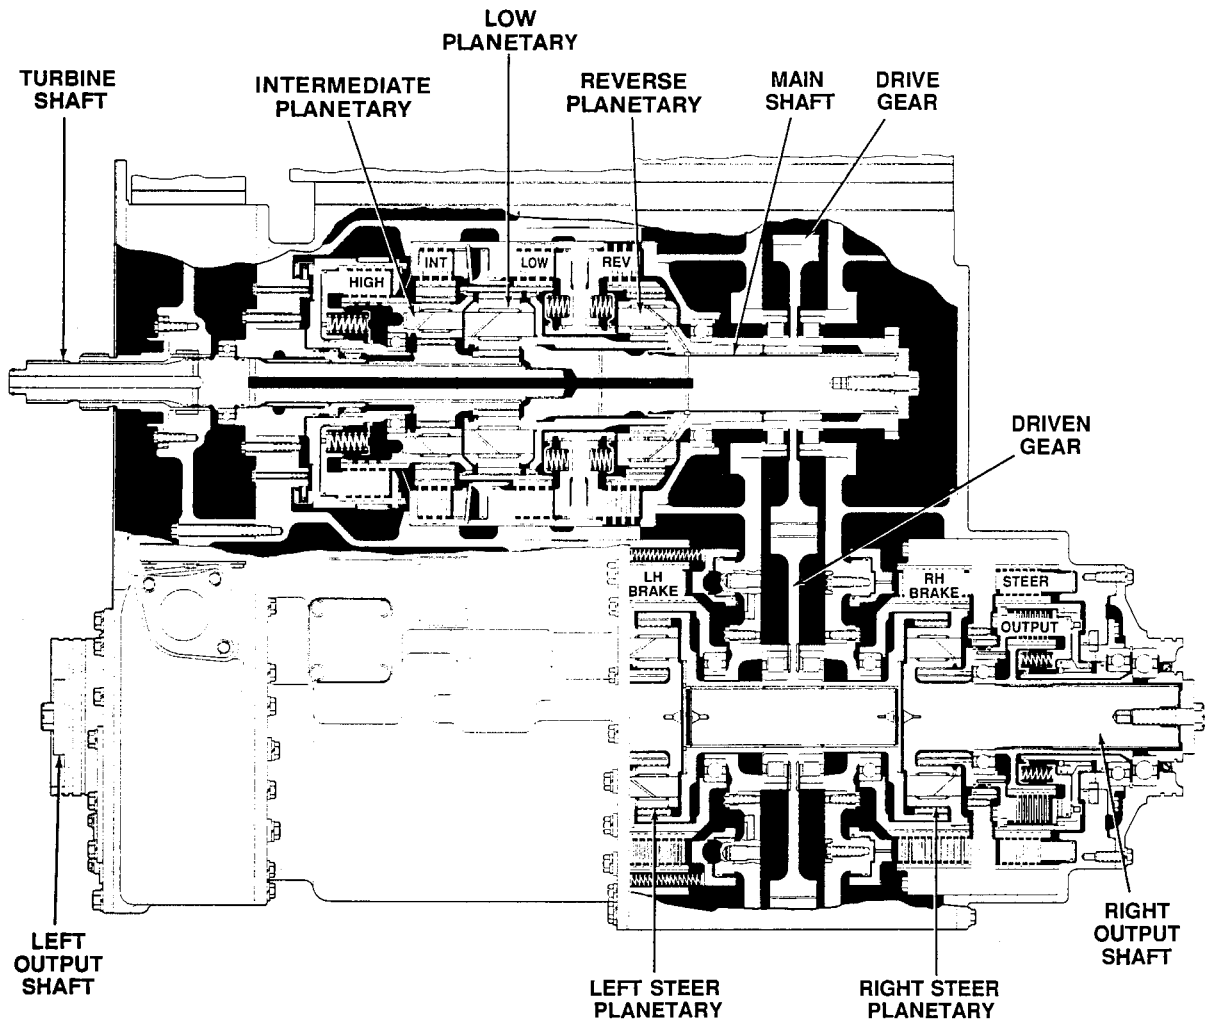 LOW
PLANETARY
TURBINE
SHAFT
INTERMEDIATE
PLANETARY
REVERSE
PLANETARY
MAIN
SHAFT
DRIVE
GEAR
INT
LOW
REV
HIGH
DRIVEN
GEAR
LH
BRAKE
RH
BRAKE
STEER
OUTPUT
LEFT
OUTPUT
SHAFT
RIGHT
OUTPUT
SHAFT
LEFT STEER
PLANETARY
RIGHT STEER
PLANETARY